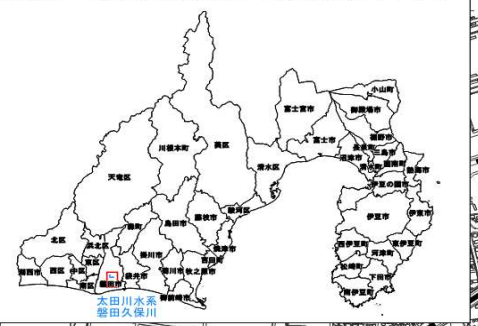 小山町
御殿場市
富士宮市
裾野市
富士市
長泉町
三島市
沼津市
清水町
函南町
熱海市
伊豆の国市
川根本町
葵区
清水区
天竜区
伊東市
伊豆市
駿河区
藤枝市
島田市
森町
焼津市
北区
浜北区
掛川市
吉田町
西伊豆町
東伊豆町
河津町
湖西市
西区
中区
東区
袋井市
菊川市
牧之原市
松崎町
下田市
南区
磐田市
御前崎市
南伊豆町
太田川水系
磐田久保川